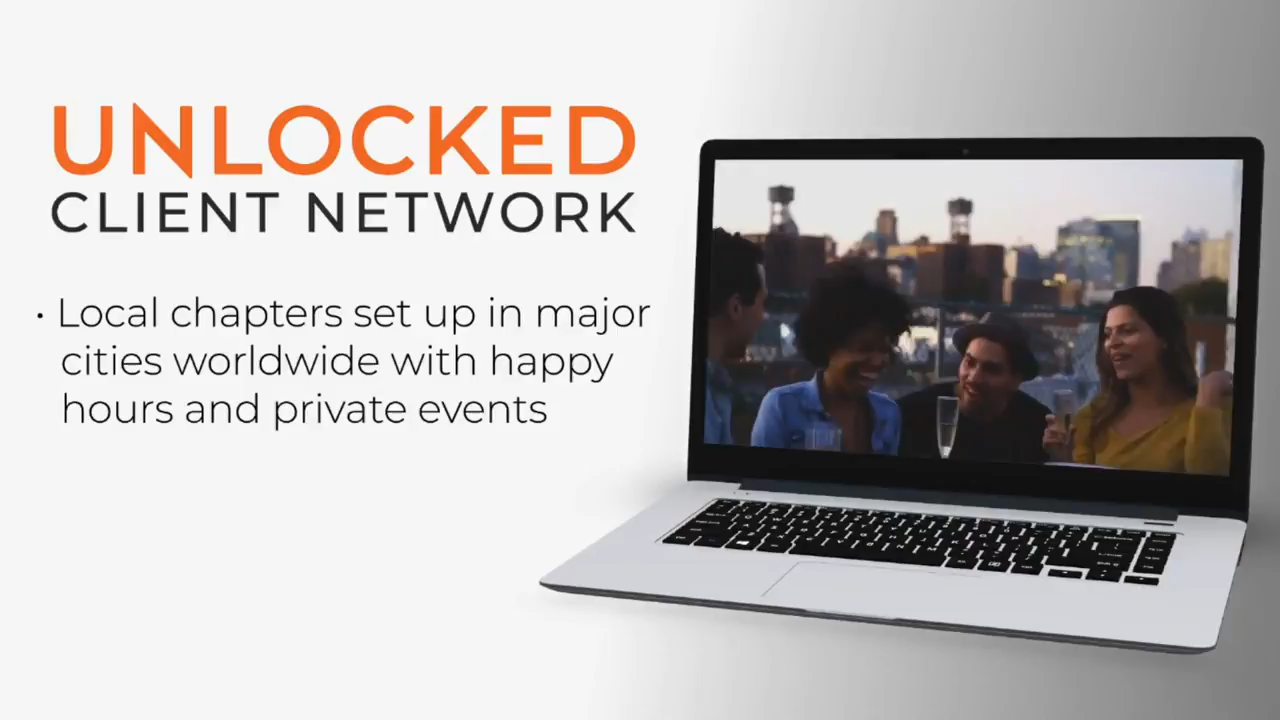 UNLOCKED
CLIENT NETWORK
• Local chapters set up in major
cities worldwide with happy
hours and private events